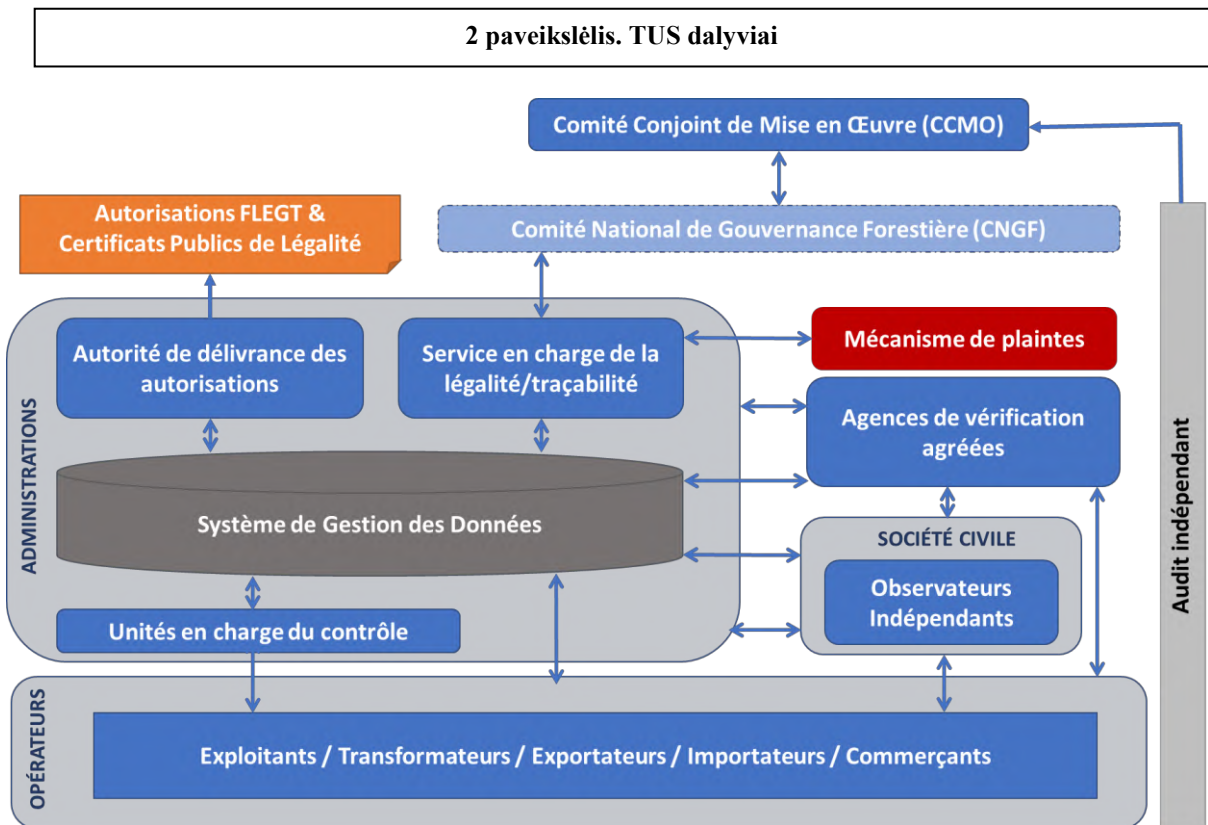 2 paveikslėlis. TUS dalyviai
Comité Conjoint de Mise en Œuvre (CCMO)
Autorisations FLEGT &
Certificats Publics de Légalité
Comité National de Gouvernance Forestière (CNGF)
Autorité de délivrance des
autorisations
Service en charge de la
légalité/traçabilité
Mécanisme de plaintes
Agences de vérification
agréées
ADMINISTRATIONS
Système de Gestion des Données
SOCIÉTÉ CIVILE
Observateurs
Indépendants
Unités en charge du contrôle
Audit indépendant
OPÉRATEURS
Exploitants / Transformateurs / Exportateurs / Importateurs / Commerçants